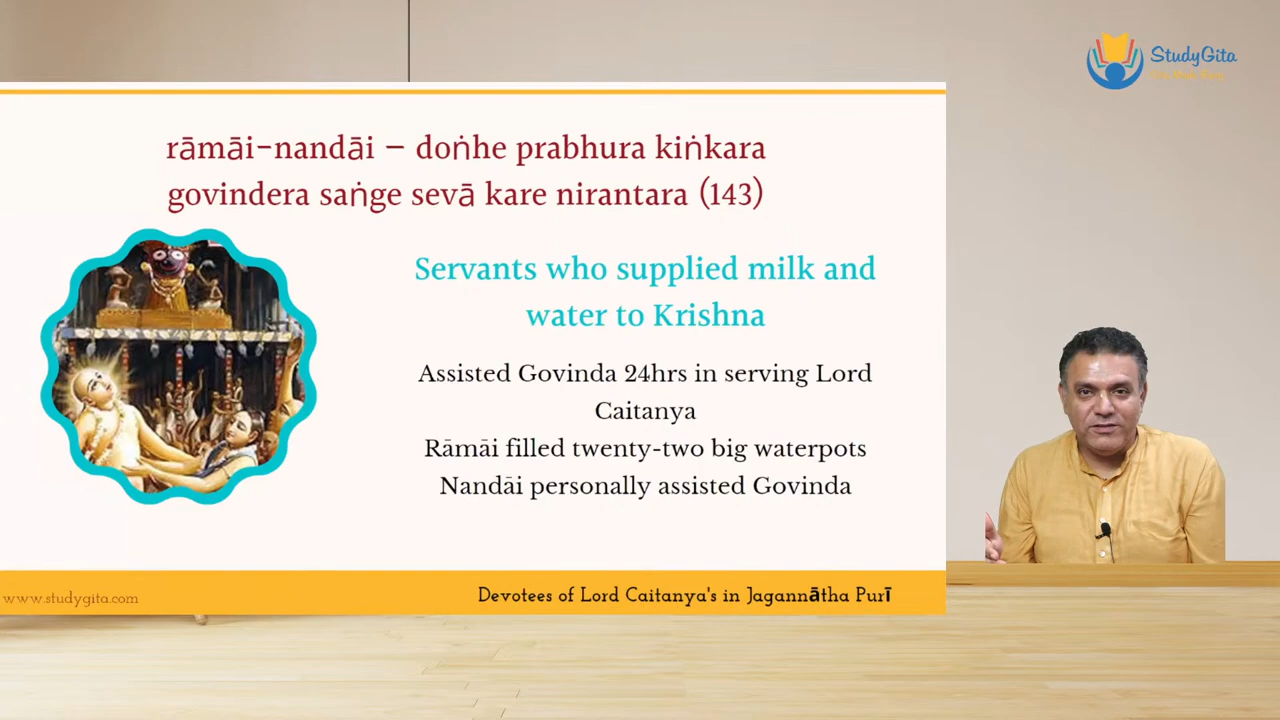 StudyGita
rāmāi-nandāi – doṅhe prabhura kiṅkara
govindera saṅge sevā kare nirantara (143)
Servants who supplied milk and
water to Krishna
Assisted Govinda 24hrs in serving Lord
Caitanya
Rāmāi filled twenty-two big waterpots
Nandāi personally assisted Govinda
www.studygita.com
Devotees of Lord Caitanya's in Jagannātha Purī